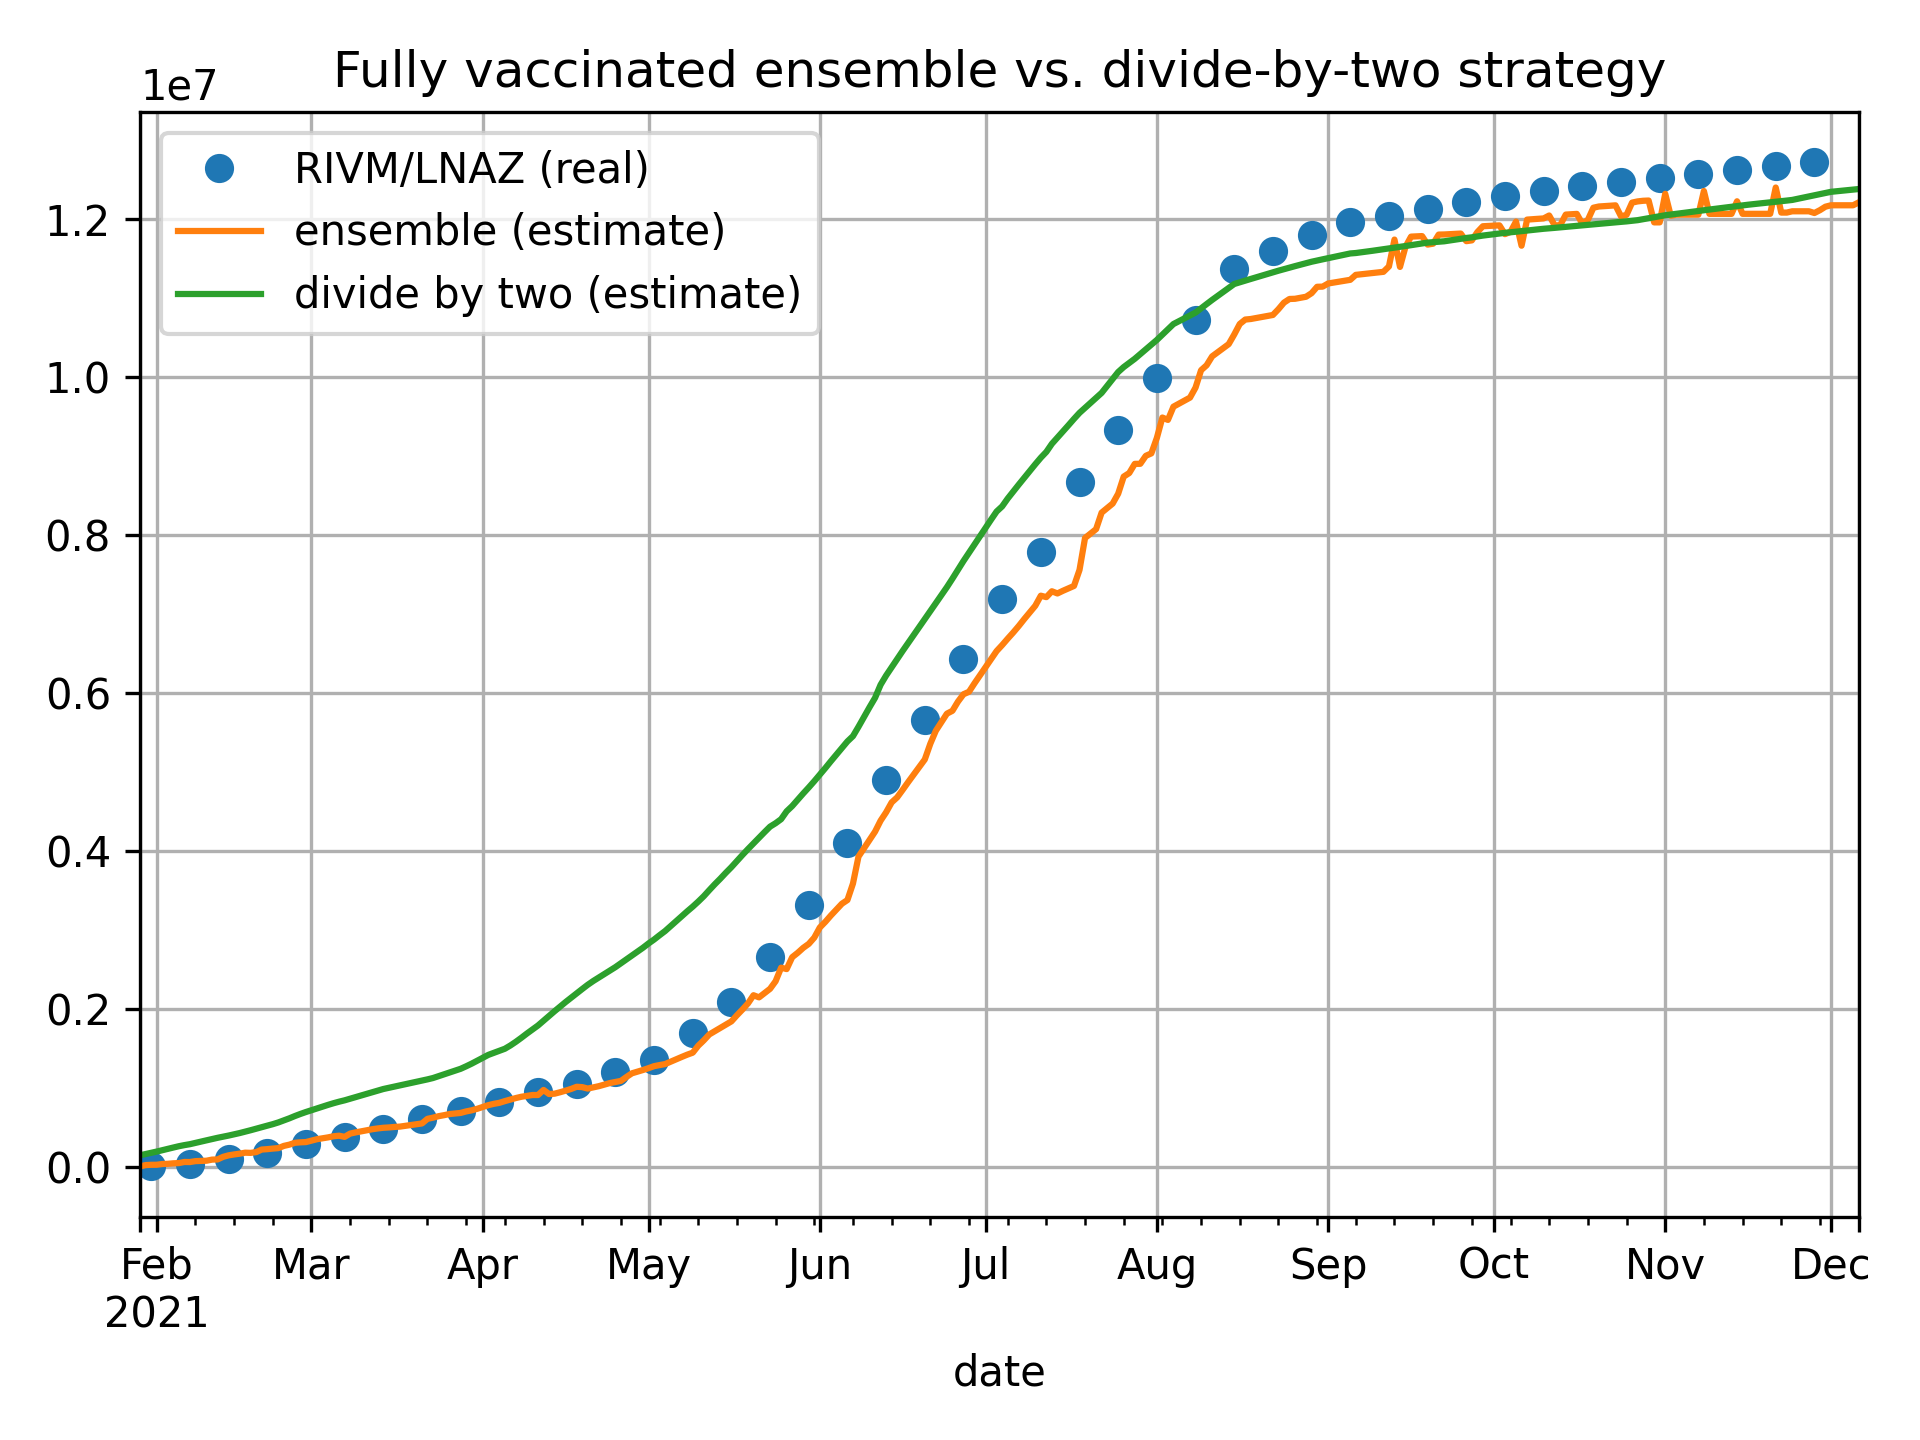 Fully vaccinated ensemble vs. divide-by-two strategy
1e7
RIVM/LNAZ (real)
ensemble (estimate)
divide by two (estimate)
1.2
1.0
0.8
0.6
0.4
0.2
0.0
Feb Mar Apr May Jun Jul Aug Sep Oct Nov Dec
2021
date